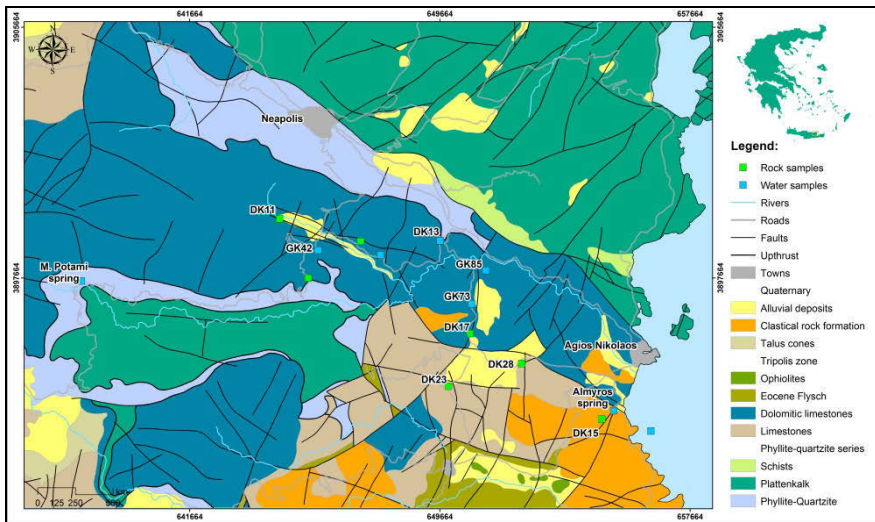 641664
649664
657664
3905664
3905664
N
W
E
S
Neapolis
DK11
DK13
GK42
GK85
M. Potami
spring
3897664
3897664
GK73
DK17
Agios Nikolaos
DK28
DK23
Almyros
spring
DK15
km
0 125 250 500
641664
649664
657664
Legend:
Rock samples
Water samples
Rivers
Roads
Faults
Upthrust
Towns
Quaternary
Alluvial deposits
Clastical rock formation
Talus cones
Tripolis zone
Ophiolites
Eocene Flysch
Dolomitic limestones
Limestones
Phyllite-quartzite series
Schists
Plattenkalk
Phyllite-Quartzite